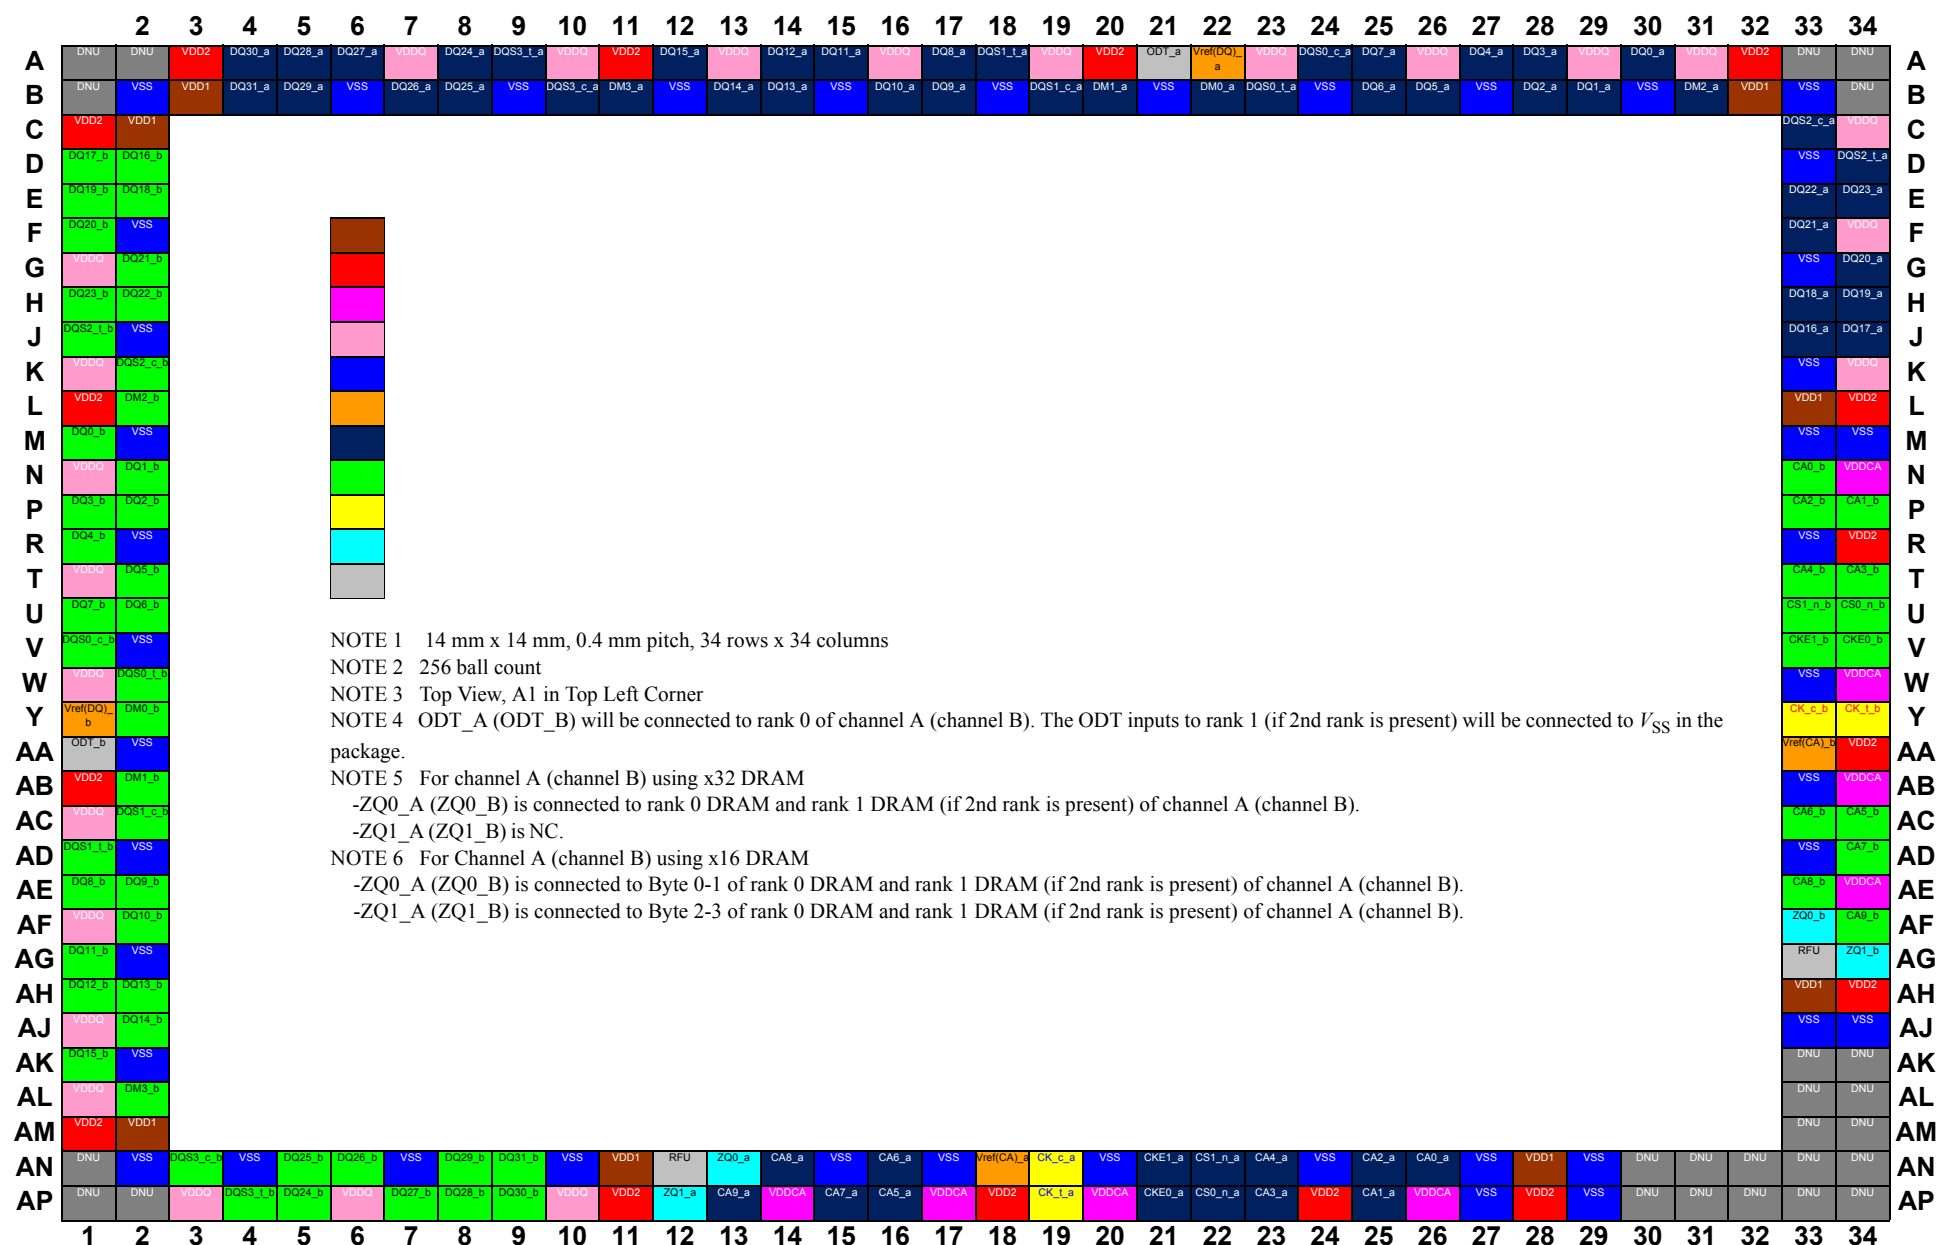 2 3 4 5 6 7 8 9 10 11 12 13 14 15 16 17 18 19 20 21 22 23 24 25 26 27 28 29 30 31 32 33 34
A DNU DNU VDD2 DQ30_a DQ28_a DQ27_a VDDQ DQ24_a DQS3_t_a VDDQ VDD2 DQ15_a VDDQ DQ12_a DQ11_a VDDQ DQ8_a DQS1_t_a VDDQ VDD2 ODT_a Vref(DQ)_a VDDQ DQS0_c_a DQ7_a VDDQ DQ4_a DQ3_a VDDQ DQ0_a VDDQ VDD2 DNU DNU A
B DNU VSS VDD1 DQ31_a DQ29_a VSS DQ26_a DQ25_a VSS DQS3_c_a DM3_a VSS DQ14_a DQ13_a VSS DQ10_a DQ9_a VSS DQS1_c_a DM1_a VSS DM0_a DQS0_t_a VSS DQ6_a DQ5_a VSS DQ2_a DQ1_a VSS DM2_a VDD1 VSS DNU B
C VDD2 VDD1 DQS2_c_a VDDQ C
D DQ17_b DQ16_b VSS DQS2_t_a D
E DQ19_b DQ18_b DQ22_a DQ23_a E
F DQ20_b VSS DQ21_a VDDQ F
G VDDQ DQ21_b VSS DQ20_a G
H DQ23_b DQ22_b DQ18_a DQ19_a H
J DQS2_t_b VSS DQ16_a DQ17_a J
K VDDQ DQS2_c_b VSS VDDQ K
L VDD2 DM2_b VDD1 VDD2 L
M DQ0_b VSS VSS VSS M
N VDDQ DQ1_b CA0_b VDDCA N
P DQ3_b DQ2_b CA2_b CA1_b P
R DQ4_b VSS VSS VDD2 R
T VDDQ DQ5_b CA4_b CA3_b T
U DQ7_b DQ6_b CS1_n_b CS0_n_b U
V DQS0_c_b VSS CKE1_b CKE0_b V
W VDDQ DQS0_t_b VSS VDDCA W
Y Vref(DQ)_b DM0_b CK_c_b CK_t_b Y
AA ODT_b VSS Vref(CA)_b VDD2 AA
AB VDD2 DM1_b VSS VDDCA AB
AC VDDQ DQS1_c_b CA6_b CA5_b AC
AD DQS1_t_b VSS VSS CA7_b AD
AE DQ8_b DQ9_b CA8_b VDDCA AE
AF VDDQ DQ10_b ZQ0_b CA9_b AF
AG DQ11_b VSS RFU ZQ1_b AG
AH DQ12_b DQ13_b VDD1 VDD2 AH
AJ VDDQ DQ14_b VSS VSS AJ
AK DQ15_b VSS DNU DNU AK
AL VDDQ DM3_b DNU DNU AL
AM VDD2 VDD1 DNU DNU AM
NOTE 1 14 mm x 14 mm, 0.4 mm pitch, 34 rows x 34 columns
NOTE 2 256 ball count
NOTE 3 Top View, A1 in Top Left Corner
NOTE 4 ODT_A (ODT_B) will be connected to rank 0 of channel A (channel B). The ODT inputs to rank 1 (if 2nd rank is present) will be connected to VSS in the
package.
NOTE 5 For channel A (channel B) using x32 DRAM
-ZQ0_A (ZQ0_B) is connected to rank 0 DRAM and rank 1 DRAM (if 2nd rank is present) of channel A (channel B).
-ZQ1_A (ZQ1_B) is NC.
NOTE 6 For Channel A (channel B) using x16 DRAM
-ZQ0_A (ZQ0_B) is connected to Byte 0-1 of rank 0 DRAM and rank 1 DRAM (if 2nd rank is present) of channel A (channel B).
-ZQ1_A (ZQ1_B) is connected to Byte 2-3 of rank 0 DRAM and rank 1 DRAM (if 2nd rank is present) of channel A (channel B).
AN DNU VSS DQS3_c_b VSS DQ25_b DQ26_b VSS DQ29_b DQ31_b VSS VDD1 RFU ZQ0_a CA8_a VSS CA6_a VSS Vref(CA)_a CK_c_a VSS CKE1_a CS1_n_a CA4_a VSS CA2_a CA0_a VSS VDD1 VSS DNU DNU DNU DNU DNU AN
AP DNU DNU VDDQ DQS3_t_b DQ24_b VDDQ DQ27_b DQ28_b DQ30_b VDDQ VDD2 ZQ1_a CA9_a VDDCA CA7_a CA5_a VDDCA VDD2 CK_t_a VDDCA CKE0_a CS0_n_a CA3_a VDD2 CA1_a VDDCA VSS VDD2 VSS DNU DNU DNU DNU DNU AP
1 2 3 4 5 6 7 8 9 10 11 12 13 14 15 16 17 18 19 20 21 22 23 24 25 26 27 28 29 30 31 32 33 34